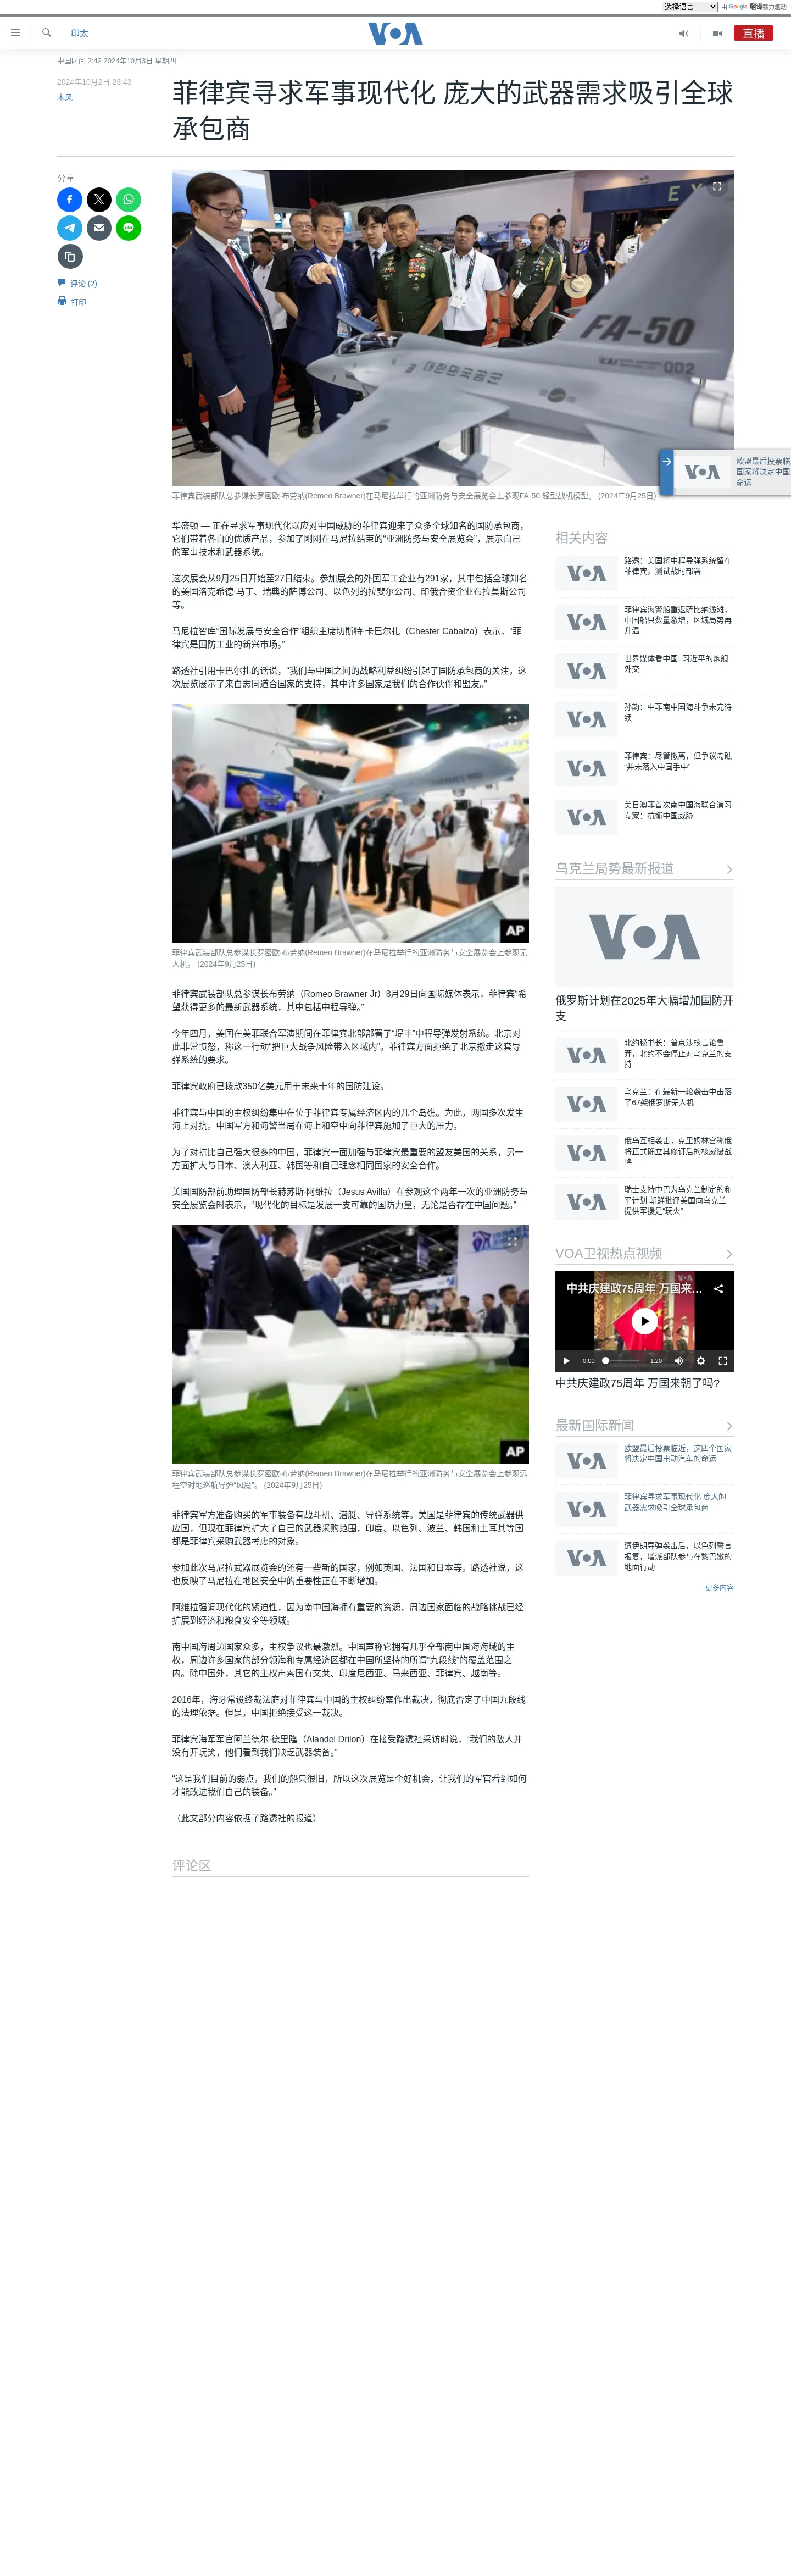 选择语言
由 Google 翻译强力驱动
印太
VOA
直播
中国时间 2:42 2024年10月3日 星期四
2024年10月2日 23:43
木风
菲律宾寻求军事现代化 庞大的武器需求吸引全球
承包商
分享
评论 (2)
打印
FA-50
KAI
002
대한민국공군
菲律宾武装部队总参谋长罗密欧·布劳纳(Remeo Brawner)在马尼拉举行的亚洲防务与安全展览会上参观FA-50 轻型战机模型。 (2024年9月25日)
VOA
欧盟最后投票临
国家将决定中国
命运
华盛顿 — 正在寻求军事现代化以应对中国威胁的菲律宾迎来了众多全球知名的国防承包商，
它们带着各自的优质产品，参加了刚刚在马尼拉结束的“亚洲防务与安全展览会”，展示自己
的军事技术和武器系统。
这次展会从9月25日开始至27日结束。参加展会的外国军工企业有291家，其中包括全球知名
的美国洛克希德·马丁、瑞典的萨博公司、以色列的拉斐尔公司、印俄合资企业布拉莫斯公司
等。
马尼拉智库“国际发展与安全合作”组织主席切斯特·卡巴尔扎（Chester Cabalza）表示，“菲
律宾是国防工业的新兴市场。”
路透社引用卡巴尔扎的话说，“我们与中国之间的战略利益纠纷引起了国防承包商的关注，这
次展览展示了来自志同道合国家的支持，其中许多国家是我们的合作伙伴和盟友。”
HERMES 900
AP
菲律宾武装部队总参谋长罗密欧·布劳纳(Remeo Brawner)在马尼拉举行的亚洲防务与安全展览会上参观无
人机。 (2024年9月25日)
菲律宾武装部队总参谋长布劳纳（Romeo Brawner Jr）8月29日向国际媒体表示，菲律宾“希
望获得更多的最新武器系统，其中包括中程导弹。”
今年四月，美国在美菲联合军演期间在菲律宾北部部署了“堤丰”中程导弹发射系统。北京对
此非常愤怒，称这一行动“把巨大战争风险带入区域内”。菲律宾方面拒绝了北京撤走这套导
弹系统的要求。
菲律宾政府已拨款350亿美元用于未来十年的国防建设。
菲律宾与中国的主权纠纷集中在位于菲律宾专属经济区内的几个岛礁。为此，两国多次发生
海上对抗。中国军方和海警当局在海上和空中向菲律宾施加了巨大的压力。
为了对抗比自己强大很多的中国，菲律宾一面加强与菲律宾最重要的盟友美国的关系，另一
方面扩大与日本、澳大利亚、韩国等和自己理念相同国家的安全合作。
美国国防部前助理国防部长赫苏斯·阿维拉（Jesus Avilla）在参观这个两年一次的亚洲防务与
安全展览会时表示，“现代化的目标是发展一支可靠的国防力量，无论是否存在中国问题。”
AP
菲律宾武装部队总参谋长罗密欧·布劳纳(Remeo Brawner)在马尼拉举行的亚洲防务与安全展览会上参观远
程空对地巡航导弹“风魔”。 (2024年9月25日)
菲律宾军方准备购买的军事装备有战斗机、潜艇、导弹系统等。美国是菲律宾的传统武器供
应国，但现在菲律宾扩大了自己的武器采购范围，印度、以色列、波兰、韩国和土耳其等国
都是菲律宾采购武器考虑的对象。
参加此次马尼拉武器展览会的还有一些新的国家，例如英国、法国和日本等。路透社说，这
也反映了马尼拉在地区安全中的重要性正在不断增加。
阿维拉强调现代化的紧迫性，因为南中国海拥有重要的资源，周边国家面临的战略挑战已经
扩展到经济和粮食安全等领域。
南中国海周边国家众多，主权争议也最激烈。中国声称它拥有几乎全部南中国海海域的主
权，周边许多国家的部分领海和专属经济区都在中国所坚持的所谓“九段线”的覆盖范围之
内。除中国外，其它的主权声索国有文莱、印度尼西亚、马来西亚、菲律宾、越南等。
2016年，海牙常设终裁法庭对菲律宾与中国的主权纠纷案作出裁决，彻底否定了中国九段线
的法理依据。但是，中国拒绝接受这一裁决。
菲律宾海军军官阿兰德尔·德里隆（Alandel Drilon）在接受路透社采访时说，“我们的敌人并
没有开玩笑，他们看到我们缺乏武器装备。”
“这是我们目前的弱点，我们的船只很旧，所以这次展览是个好机会，让我们的军官看到如何
才能改进我们自己的装备。”
（此文部分内容依据了路透社的报道）
评论区
相关内容
VOA
路透：美国将中程导弹系统留在
菲律宾，测试战时部署
VOA
菲律宾海警船重返萨比纳浅滩，
中国船只数量激增，区域局势再
升温
VOA
世界媒体看中国: 习近平的炮舰
外交
VOA
孙韵：中菲南中国海斗争未完待
续
VOA
菲律宾：尽管撤离，但争议岛礁
“并未落入中国手中”
VOA
美日澳菲首次南中国海联合演习
专家：抗衡中国威胁
乌克兰局势最新报道
VOA
俄罗斯计划在2025年大幅增加国防开
支
VOA
北约秘书长：普京涉核言论鲁
莽，北约不会停止对乌克兰的支
持
VOA
乌克兰：在最新一轮袭击中击落
了67架俄罗斯无人机
VOA
俄乌互相袭击，克里姆林宫称俄
将正式确立其修订后的核威慑战
略
VOA
瑞士支持中巴为乌克兰制定的和
平计划 朝鲜批评美国向乌克兰
提供军援是“玩火”
VOA卫视热点视频
中共庆建政75周年 万国来...
0:00
1:20
中共庆建政75周年 万国来朝了吗?
最新国际新闻
VOA
欧盟最后投票临近，这四个国家
将决定中国电动汽车的命运
VOA
菲律宾寻求军事现代化 庞大的
武器需求吸引全球承包商
VOA
遭伊朗导弹袭击后，以色列誓言
报复，增派部队参与在黎巴嫩的
地面行动
更多内容